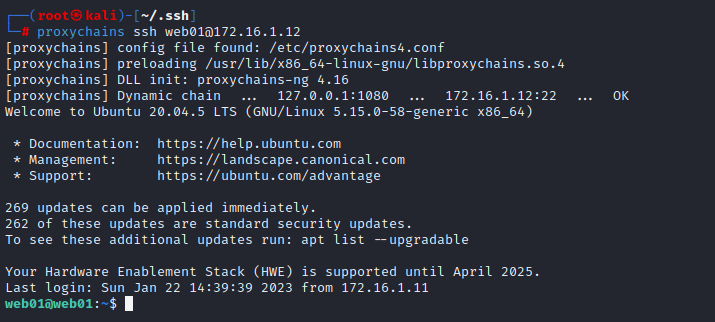 ┌──(root㉿kali)-[~/.ssh]
└─# proxychains ssh web01@172.16.1.12
[proxychains] config file found: /etc/proxychains4.conf
[proxychains] preloading /usr/lib/x86_64-linux-gnu/libproxychains.so.4
[proxychains] DLL init: proxychains-ng 4.16
[proxychains] Dynamic chain  ...  127.0.0.1:1080  ...  172.16.1.12:22  ...  OK
Welcome to Ubuntu 20.04.5 LTS (GNU/Linux 5.15.0-58-generic x86_64)
 * Documentation:  https://help.ubuntu.com
 * Management:     https://landscape.canonical.com
 * Support:        https://ubuntu.com/advantage
269 updates can be applied immediately.
262 of these updates are standard security updates.
To see these additional updates run: apt list --upgradable
Your Hardware Enablement Stack (HWE) is supported until April 2025.
Last login: Sun Jan 22 14:39:39 2023 from 172.16.1.11
web01@web01:~$